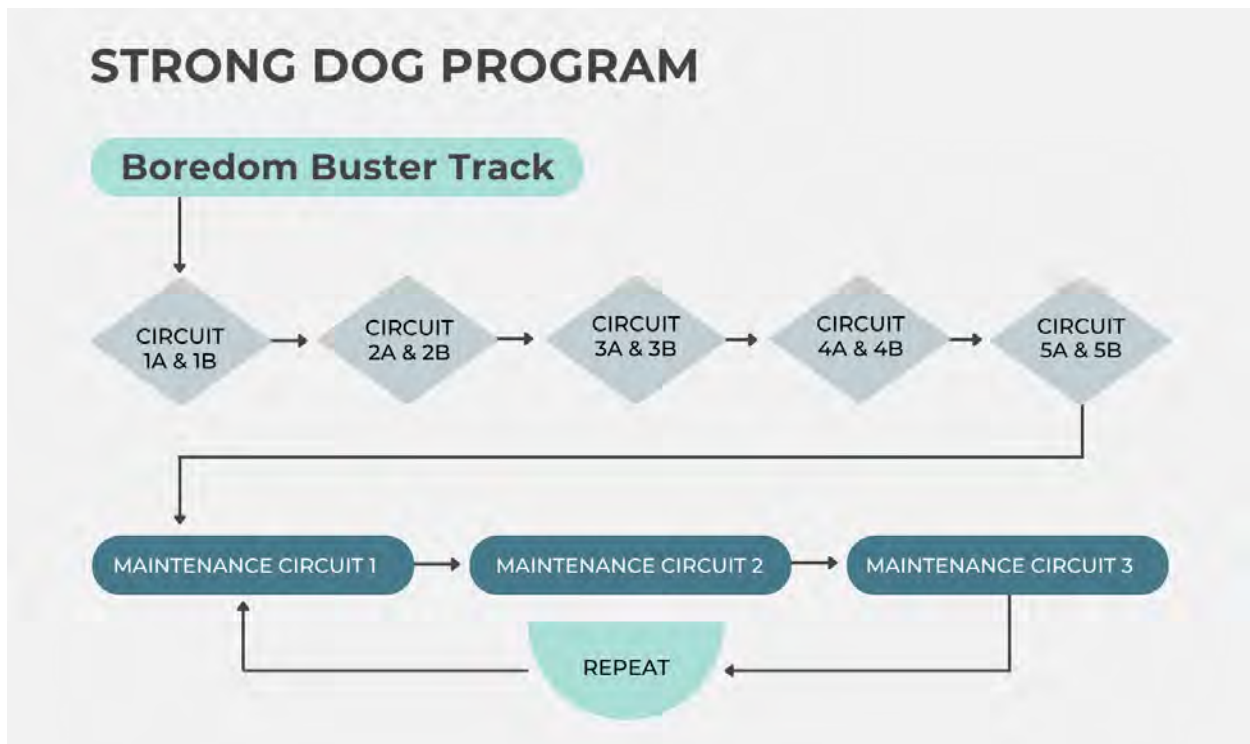 STRONG DOG PROGRAM
Boredom Buster Track
CIRCUIT
1A & 1B
CIRCUIT
2A & 2B
CIRCUIT
3A & 3B
CIRCUIT
4A & 4B
CIRCUIT
5A & 5B
MAINTENANCE CIRCUIT 1
MAINTENANCE CIRCUIT 2
MAINTENANCE CIRCUIT 3
REPEAT